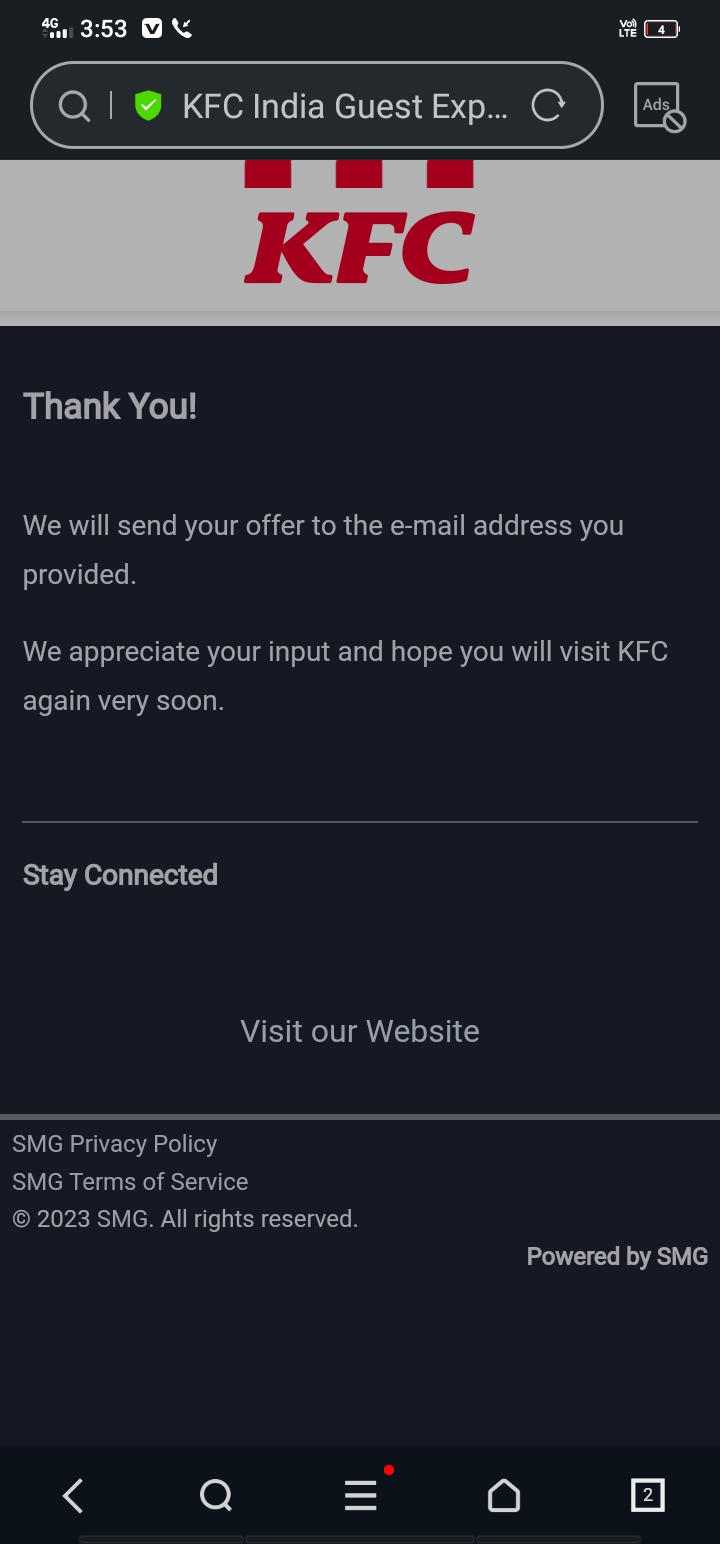 4G 3:53 Vo) LTE 4
KFC India Guest Exp... Ads
KFC
Thank You!
We will send your offer to the e-mail address you
provided.
We appreciate your input and hope you will visit KFC
again very soon.
Stay Connected
Visit our Website
SMG Privacy Policy
SMG Terms of Service
© 2023 SMG. All rights reserved.
Powered by SMG
2